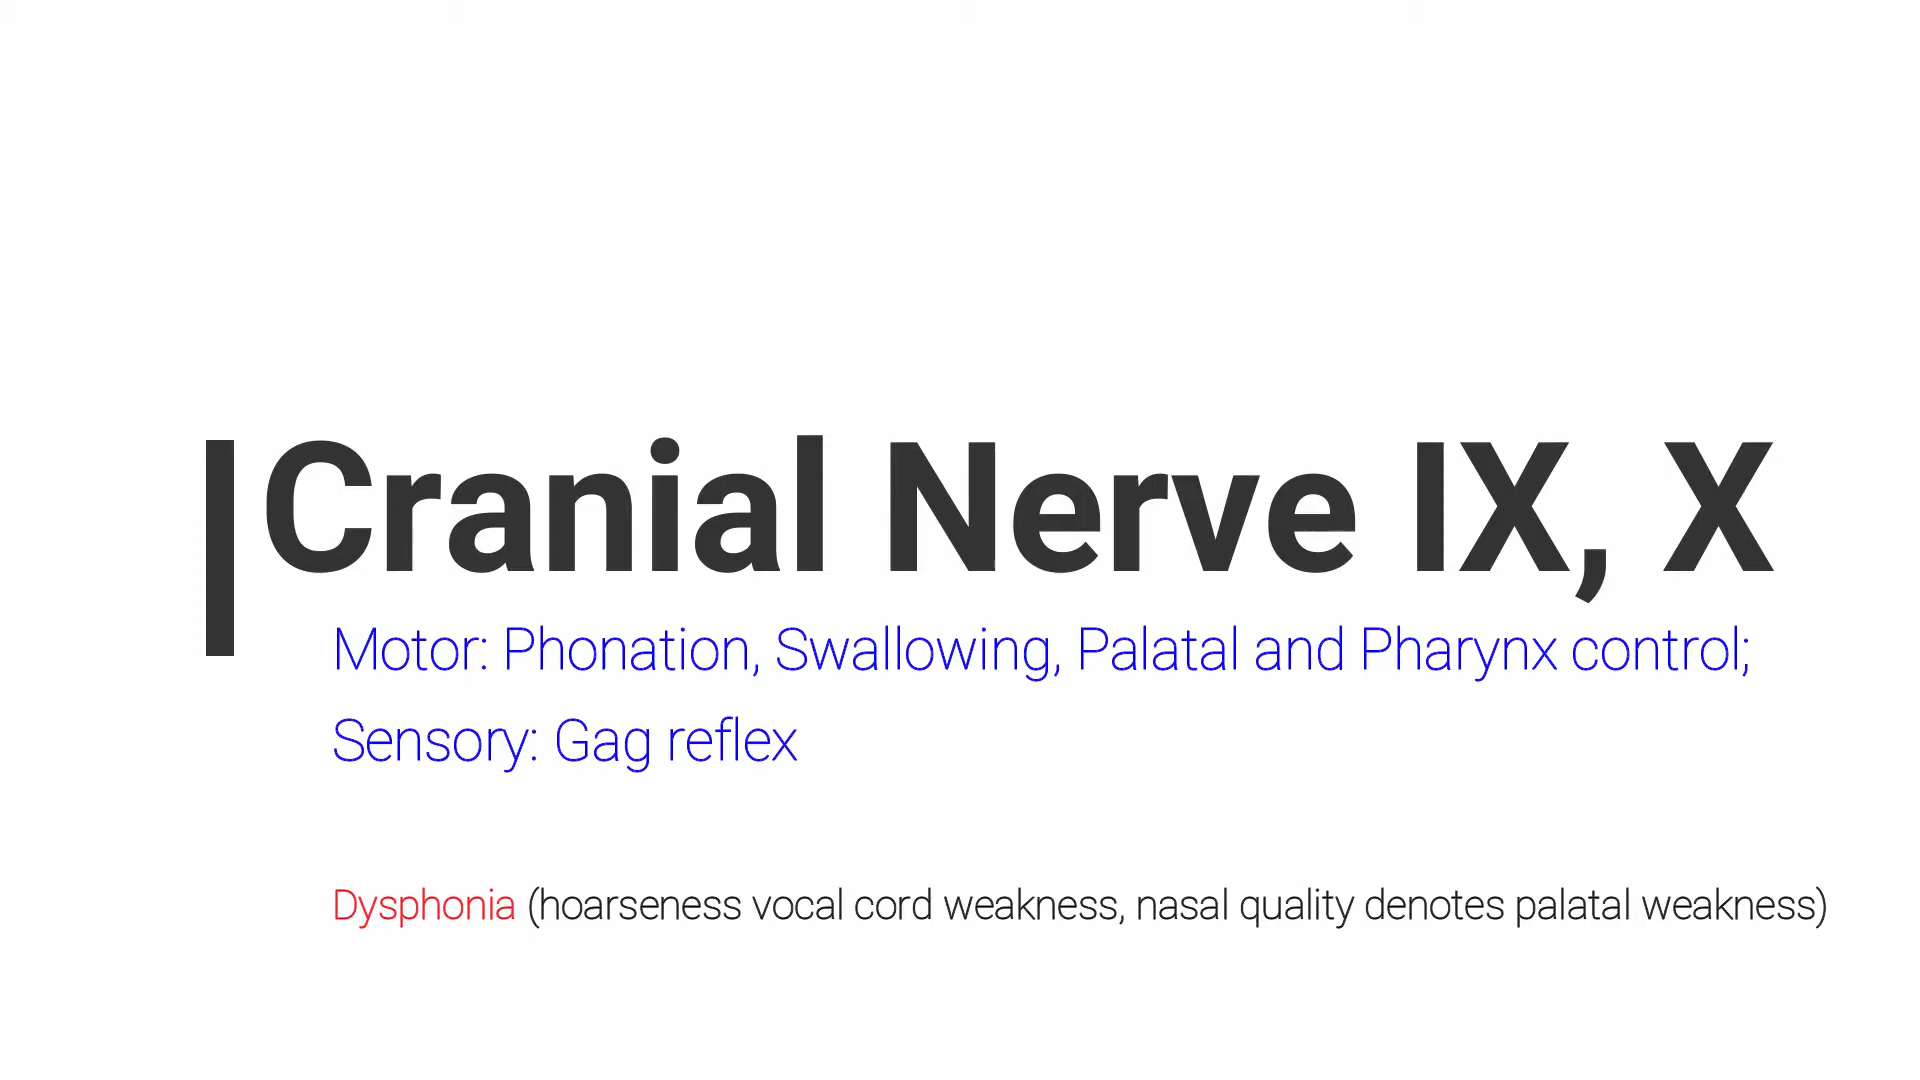 Cranial Nerve IX, X
Motor: Phonation, Swallowing, Palatal and Pharynx control;
Sensory: Gag reflex
Dysphonia (hoarseness vocal cord weakness, nasal quality denotes palatal weakness)